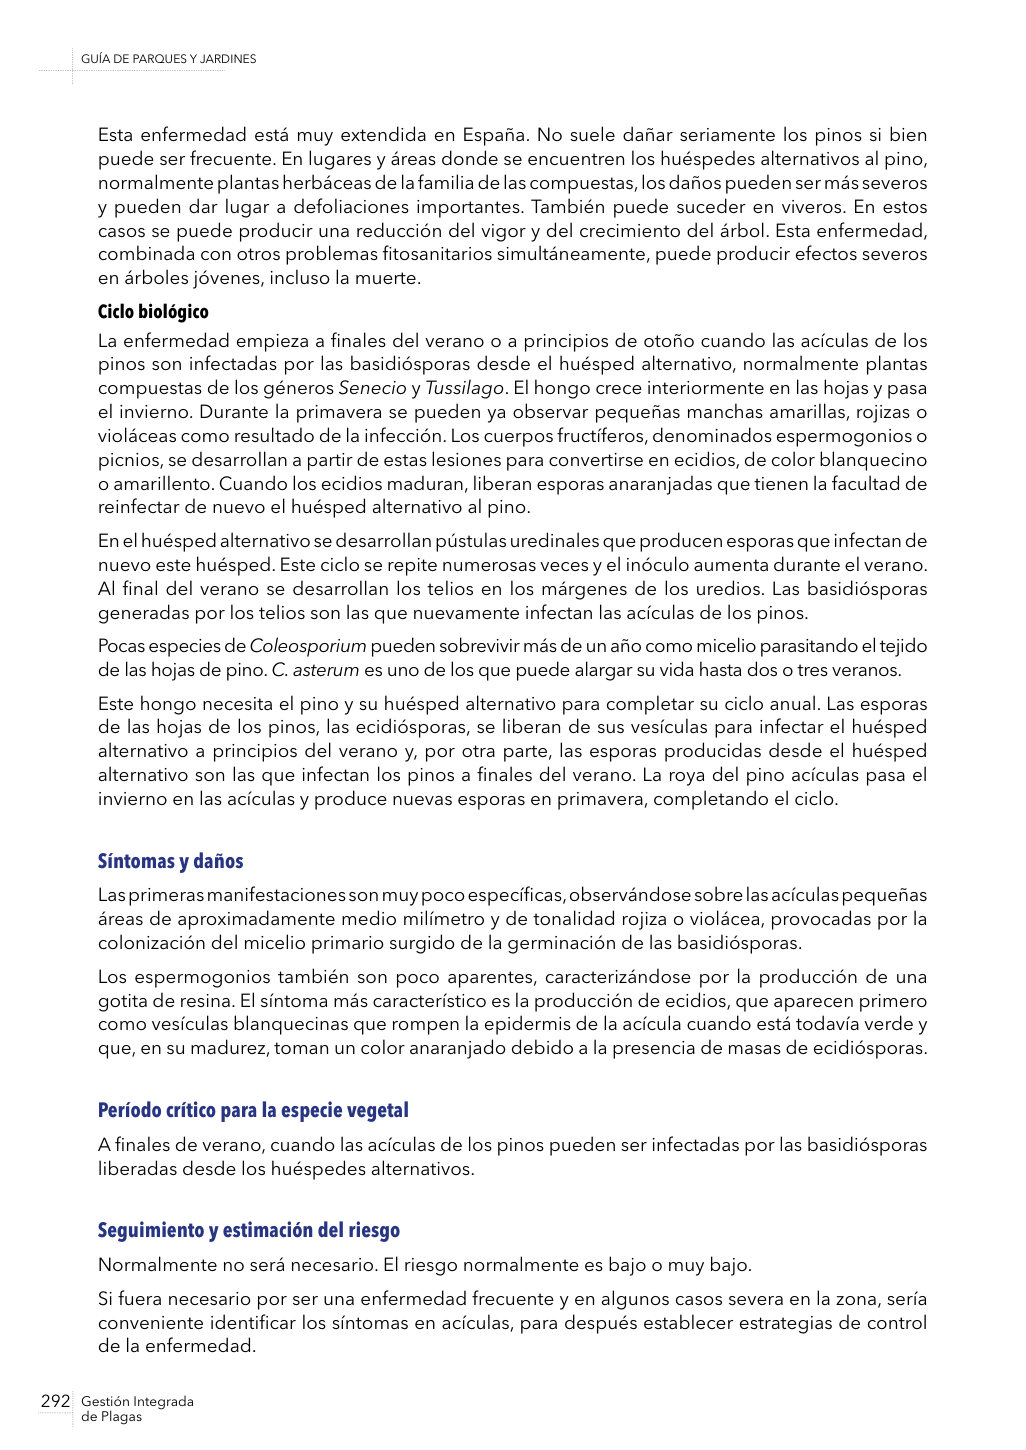 GUÍA DE PARQUES Y JARDINES
Esta enfermedad está muy extendida en España. No suele dañar seriamente los pinos si bien
puede ser frecuente. En lugares y áreas donde se encuentren los huéspedes alternativos al pino,
normalmente plantas herbáceas de la familia de las compuestas, los daños pueden ser más severos
y pueden dar lugar a defoliaciones importantes. También puede suceder en viveros. En estos
casos se puede producir una reducción del vigor y del crecimiento del árbol. Esta enfermedad,
combinada con otros problemas fitosanitarios simultáneamente, puede producir efectos severos
en árboles jóvenes, incluso la muerte.
Ciclo biológico
La enfermedad empieza a finales del verano o a principios de otoño cuando las acículas de los
pinos son infectadas por las basidiósporas desde el huésped alternativo, normalmente plantas
compuestas de los géneros Senecio y Tussilago. El hongo crece interiormente en las hojas y pasa
el invierno. Durante la primavera se pueden ya observar pequeñas manchas amarillas, rojizas o
violáceas como resultado de la infección. Los cuerpos fructíferos, denominados espermogonios o
picnios, se desarrollan a partir de estas lesiones para convertirse en ecidios, de color blanquecino
o amarillento. Cuando los ecidios maduran, liberan esporas anaranjadas que tienen la facultad de
reinfectar de nuevo el huésped alternativo al pino.
En el huésped alternativo se desarrollan pústulas uredinales que producen esporas que infectan de
nuevo este huésped. Este ciclo se repite numerosas veces y el inóculo aumenta durante el verano.
Al final del verano se desarrollan los telios en los márgenes de los uredios. Las basidiósporas
generadas por los telios son las que nuevamente infectan las acículas de los pinos.
Pocas especies de Coleosporium pueden sobrevivir más de un año como micelio parasitando el tejido
de las hojas de pino. C. asterum es uno de los que puede alargar su vida hasta dos o tres veranos.
Este hongo necesita el pino y su huésped alternativo para completar su ciclo anual. Las esporas
de las hojas de los pinos, las ecidiósporas, se liberan de sus vesículas para infectar el huésped
alternativo a principios del verano y, por otra parte, las esporas producidas desde el huésped
alternativo son las que infectan los pinos a finales del verano. La roya del pino acículas pasa el
invierno en las acículas y produce nuevas esporas en primavera, completando el ciclo.
Síntomas y daños
Las primeras manifestaciones son muy poco específicas, observándose sobre las acículas pequeñas
áreas de aproximadamente medio milímetro y de tonalidad rojiza o violácea, provocadas por la
colonización del micelio primario surgido de la germinación de las basidiósporas.
Los espermogonios también son poco aparentes, caracterizándose por la producción de una
gotita de resina. El síntoma más característico es la producción de ecidios, que aparecen primero
como vesículas blanquecinas que rompen la epidermis de la acícula cuando está todavía verde y
que, en su madurez, toman un color anaranjado debido a la presencia de masas de ecidiósporas.
Período crítico para la especie vegetal
A finales de verano, cuando las acículas de los pinos pueden ser infectadas por las basidiósporas
liberadas desde los huéspedes alternativos.
Seguimiento y estimación del riesgo
Normalmente no será necesario. El riesgo normalmente es bajo o muy bajo.
Si fuera necesario por ser una enfermedad frecuente y en algunos casos severa en la zona, sería
conveniente identificar los síntomas en acículas, para después establecer estrategias de control
de la enfermedad.
292 Gestión Integrada
de Plagas